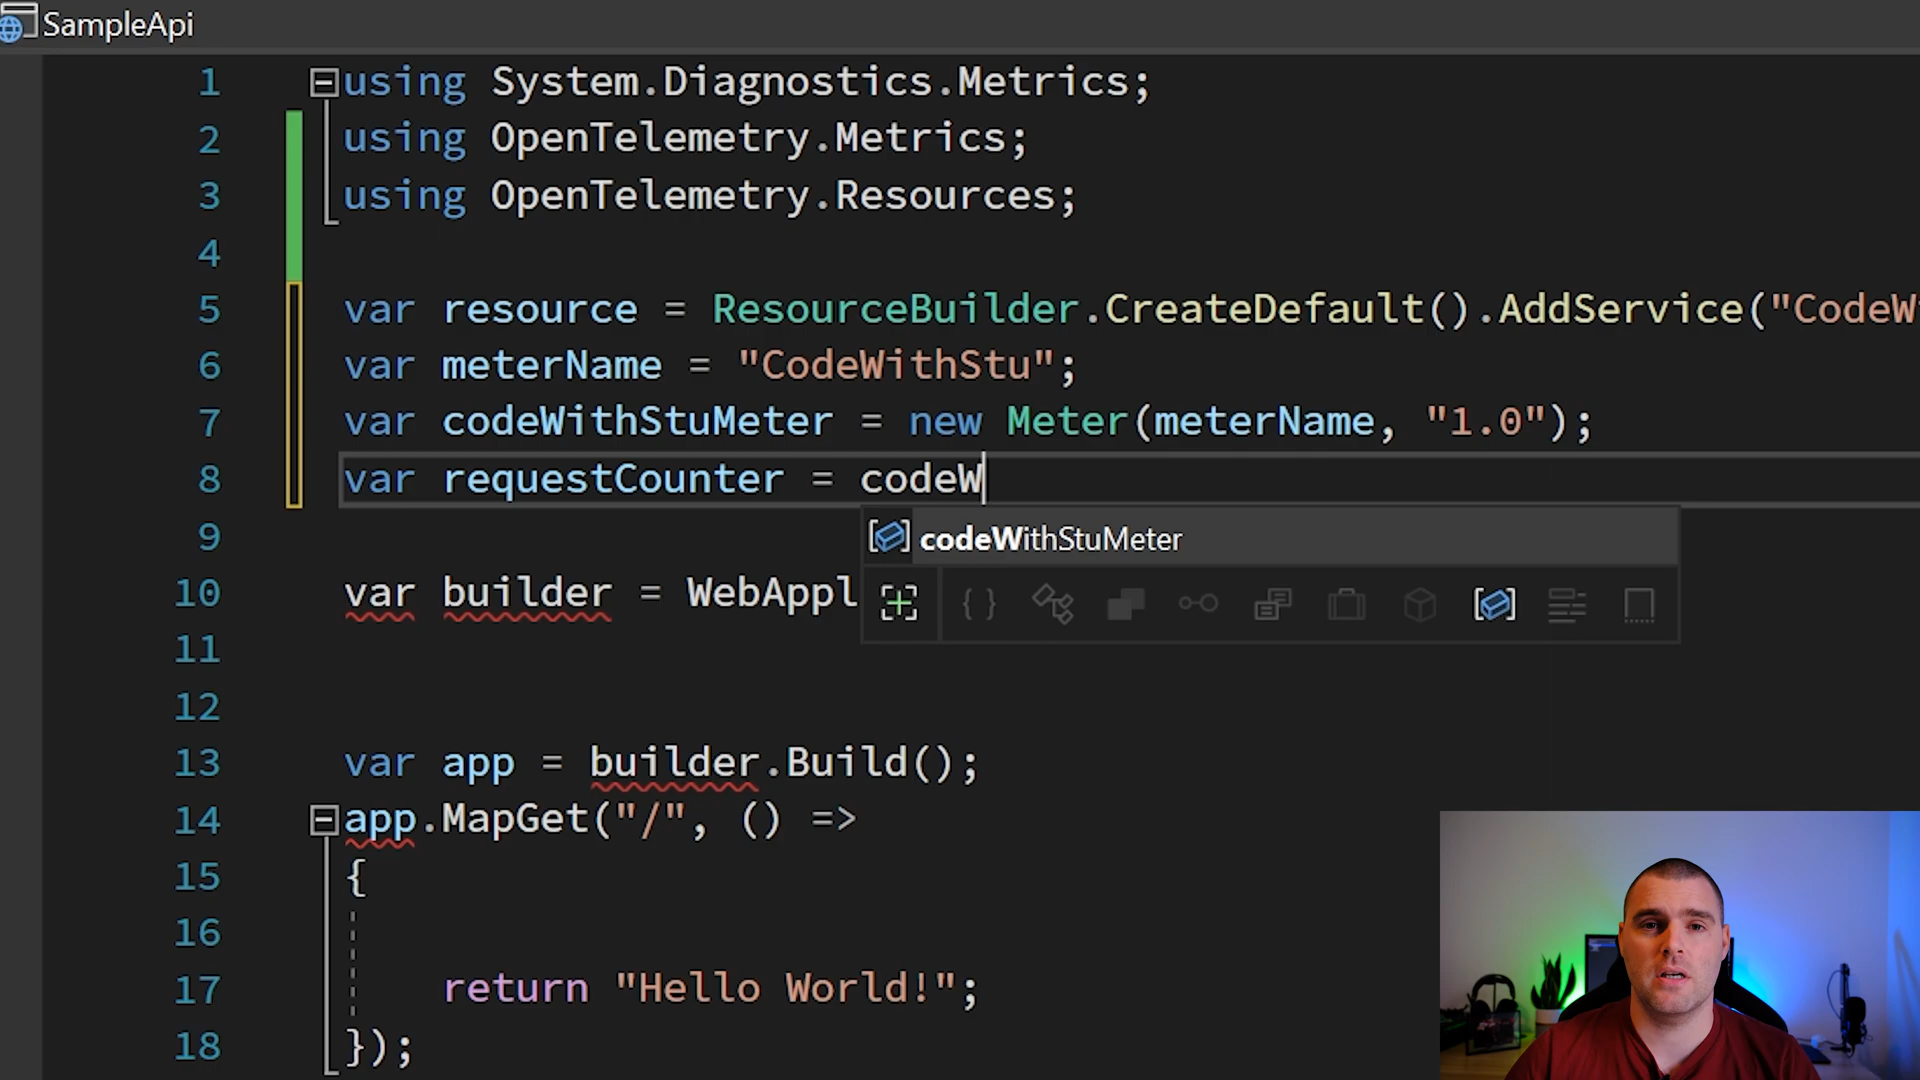 SampleApi
1 using System.Diagnostics.Metrics;
2 using OpenTelemetry.Metrics;
3 using OpenTelemetry.Resources;
4
5 var resource = ResourceBuilder.CreateDefault().AddService("CodeW
6 var meterName = "CodeWithStu";
7 var codeWithStuMeter = new Meter(meterName, "1.0");
8 var requestCounter = codeW
codeWithStuMeter
9
10 var builder = WebAppl
11
12
13 var app = builder.Build();
14 app.MapGet("/", () =>
15 {
16
17 return "Hello World!";
18 });